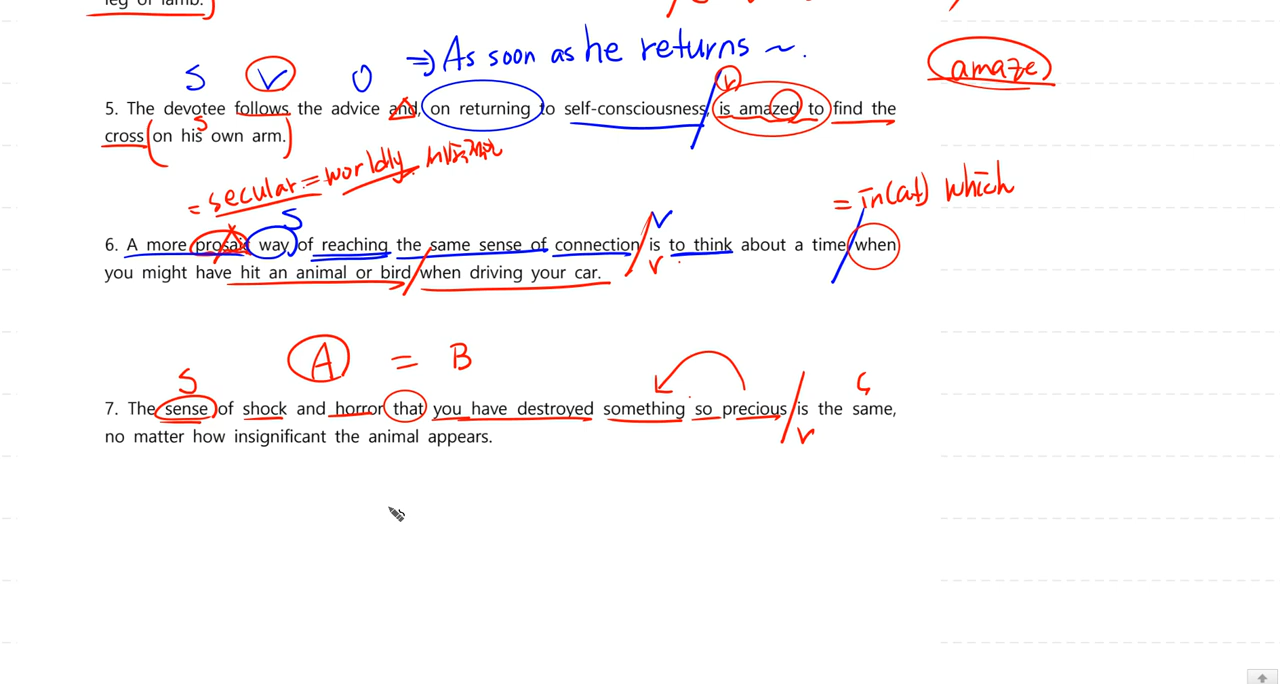 leg of lamb.
⇒ As soon as he returns ~.
amaze
S V O
V
5. The devotee follows the advice and, on returning to self-consciousness, is amazed to find the
cross on his own arm.
S
= secular = worldly
= in(at) which
S V
6. A more prosaic way of reaching the same sense of connection is to think about a time when
V
you might have hit an animal or bird when driving your car.
A = B
S
7. The sense of shock and horror that you have destroyed something so precious is the same,
V
no matter how insignificant the animal appears.